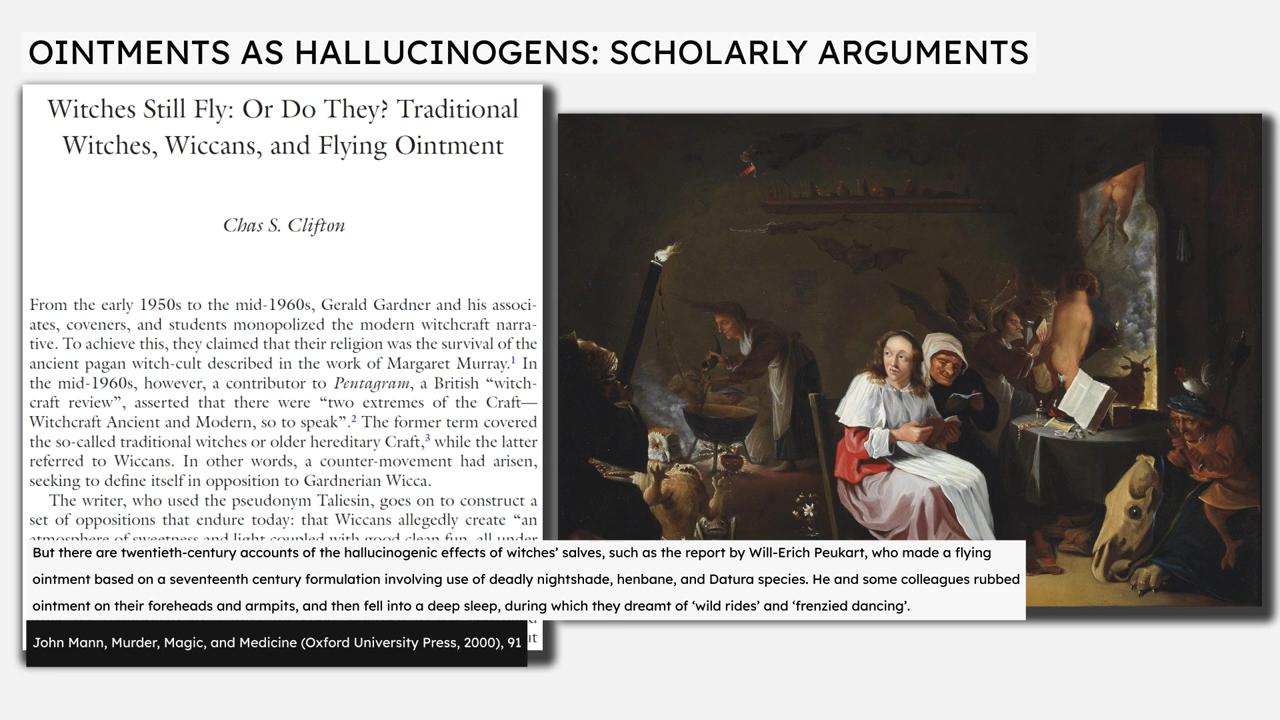 OINTMENTS AS HALLUCINOGENS: SCHOLARLY ARGUMENTS
Witches Still Fly: Or Do They? Traditional
Witches, Wiccans, and Flying Ointment
Chas S. Clifton
From the early 1950s to the mid-1960s, Gerald Gardner and his associ-
ates, coveners, and students monopolized the modern witchcraft narra-
tive. To achieve this, they claimed that their religion was the survival of the
ancient pagan witch-cult described in the work of Margaret Murray.1 In
the mid-1960s, however, a contributor to Pentagram, a British “witch-
craft review”, asserted that there were “two extremes of the Craft—
Witchcraft Ancient and Modern, so to speak”.2 The former term covered
the so-called traditional witches or older hereditary Craft,3 while the latter
referred to Wiccans. In other words, a counter-movement had arisen,
seeking to define itself in opposition to Gardnerian Wicca.
The writer, who used the pseudonym Taliesin, goes on to construct a
set of oppositions that endure today: that Wiccans allegedly create “an
atmosphere of sweetness and light coupled with good clean fun, all under
But there are twentieth-century accounts of the hallucinogenic effects of witches’ salves, such as the report by Will-Erich Peukart, who made a flying
ointment based on a seventeenth century formulation involving use of deadly nightshade, henbane, and Datura species. He and some colleagues rubbed
ointment on their foreheads and armpits, and then fell into a deep sleep, during which they dreamt of ‘wild rides’ and ‘frenzied dancing’.
John Mann, Murder, Magic, and Medicine (Oxford University Press, 2000), 91